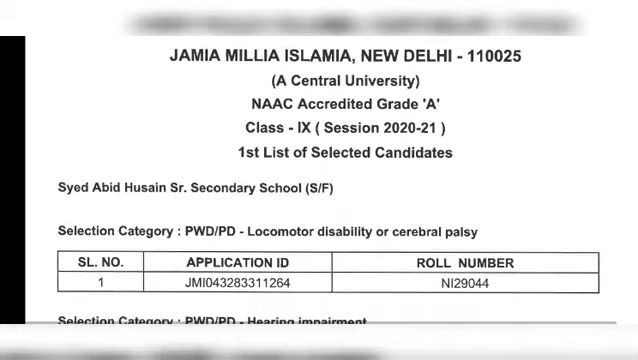 JAMIA MILLIA ISLAMIA, NEW DELHI - 110025
(A Central University)
NAAC Accredited Grade 'A'
Class - IX ( Session 2020-21 )
1st List of Selected Candidates
Syed Abid Husain Sr. Secondary School (S/F)
Selection Category : PWD/PD - Locomotor disability or cerebral palsy
SL. NO. APPLICATION ID ROLL NUMBER
1 JMI043283311264 NI29044
Selection Category : PWD/PD - Hearing impairment